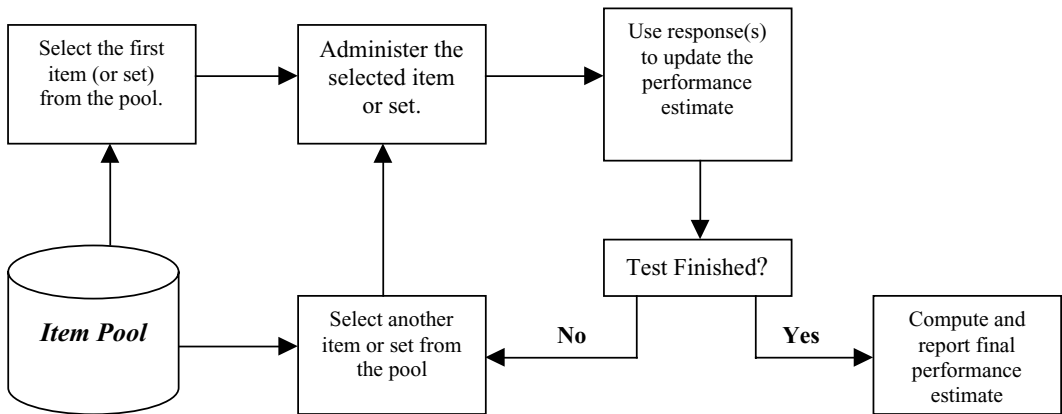 Select the first
item (or set)
from the pool.
Administer the
selected item
or set.
Use response(s)
to update the
performance
estimate
Test Finished?
Item Pool
Select another
item or set from
the pool
No
Yes
Compute and
report final
performance
estimate